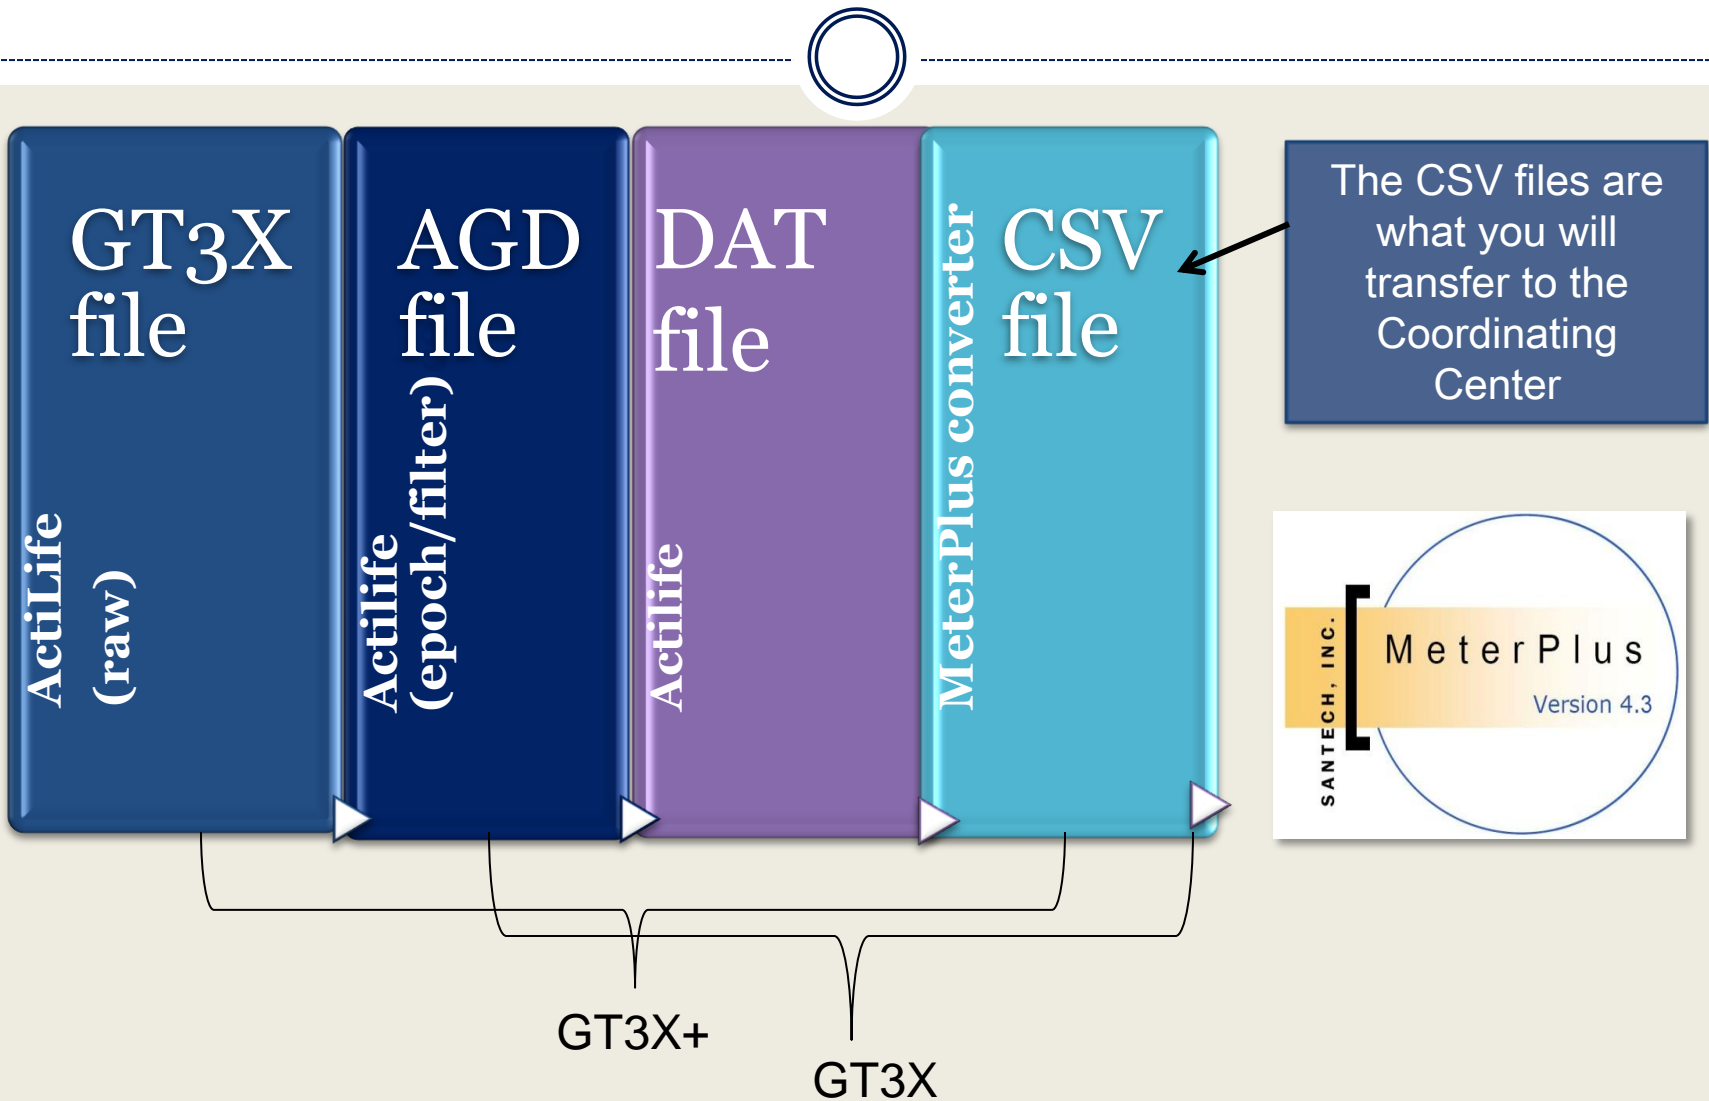 GT3X
file
ActiLife
(raw)
AGD
file
Actilife
(epoch/filter)
DAT
file
Actilife
CSV
file
MeterPlus converter
The CSV files are
what you will
transfer to the
Coordinating
Center
SANTECH, INC.
MeterPlus
Version 4.3
GT3X+
GT3X